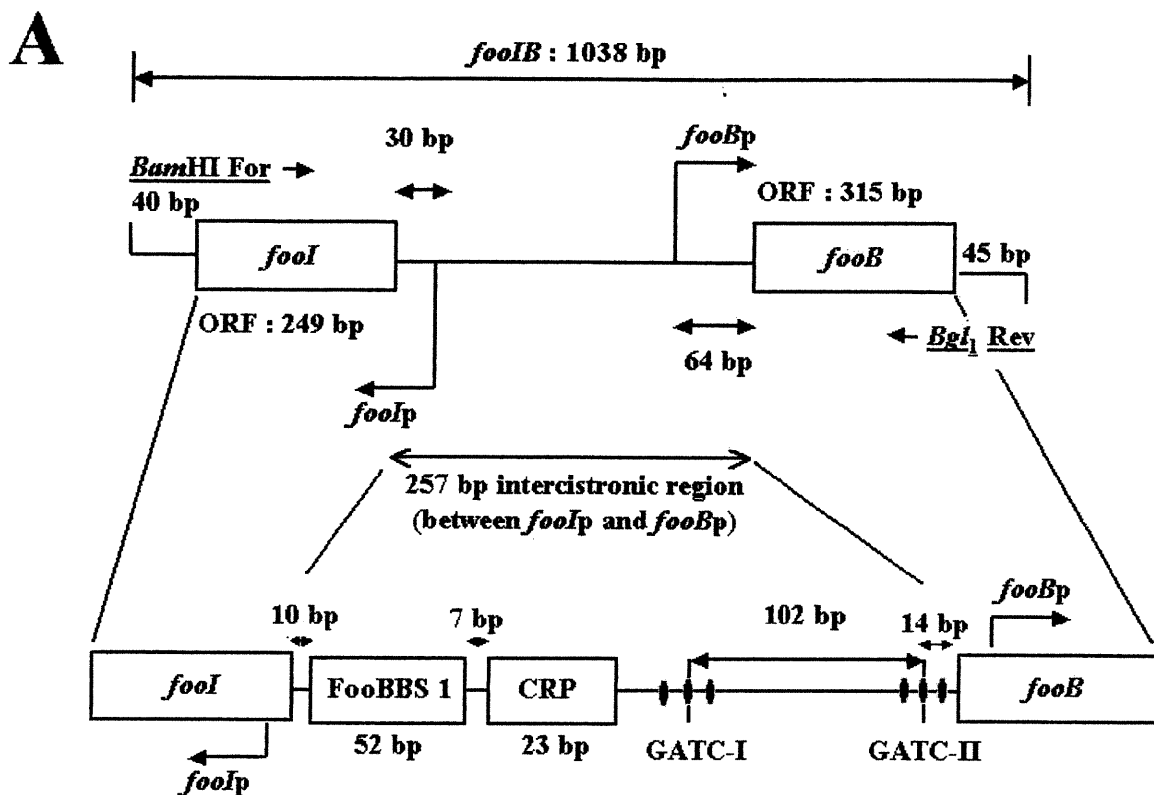 A
fooIB : 1038 bp
30 bp
fooBp
BamHI For
40 bp
ORF : 315 bp
fooI
fooB
45 bp
ORF : 249 bp
64 bp
BglI Rev
fooIp
257 bp intercistronic region
(between fooIp and fooBp)
10 bp
7 bp
102 bp
14 bp
fooBp
fooI
FooBBS 1
CRP
fooB
52 bp
23 bp
GATC-I
GATC-II
fooIp